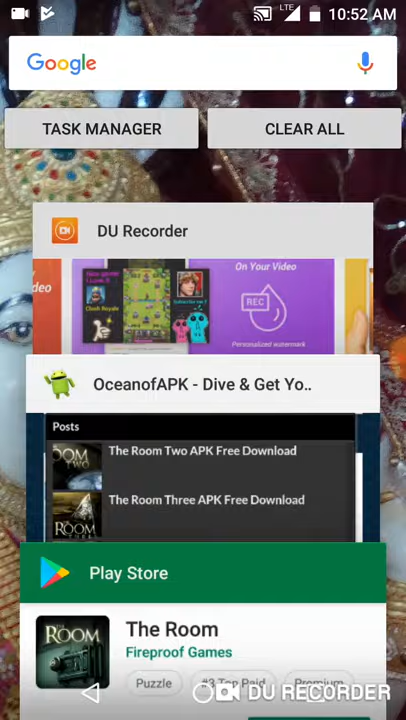 LTE 10:52 AM
Google
TASK MANAGER CLEAR ALL
DU Recorder
On Your Video
REC
Personalized watermark
OceanofAPK - Dive & Get Yo..
Posts
The Room Two APK Free Download
The Room Three APK Free Download
Play Store
THE ROOM
The Room
Fireproof Games
Puzzle #3 Top Paid Premium
DU RECORDER